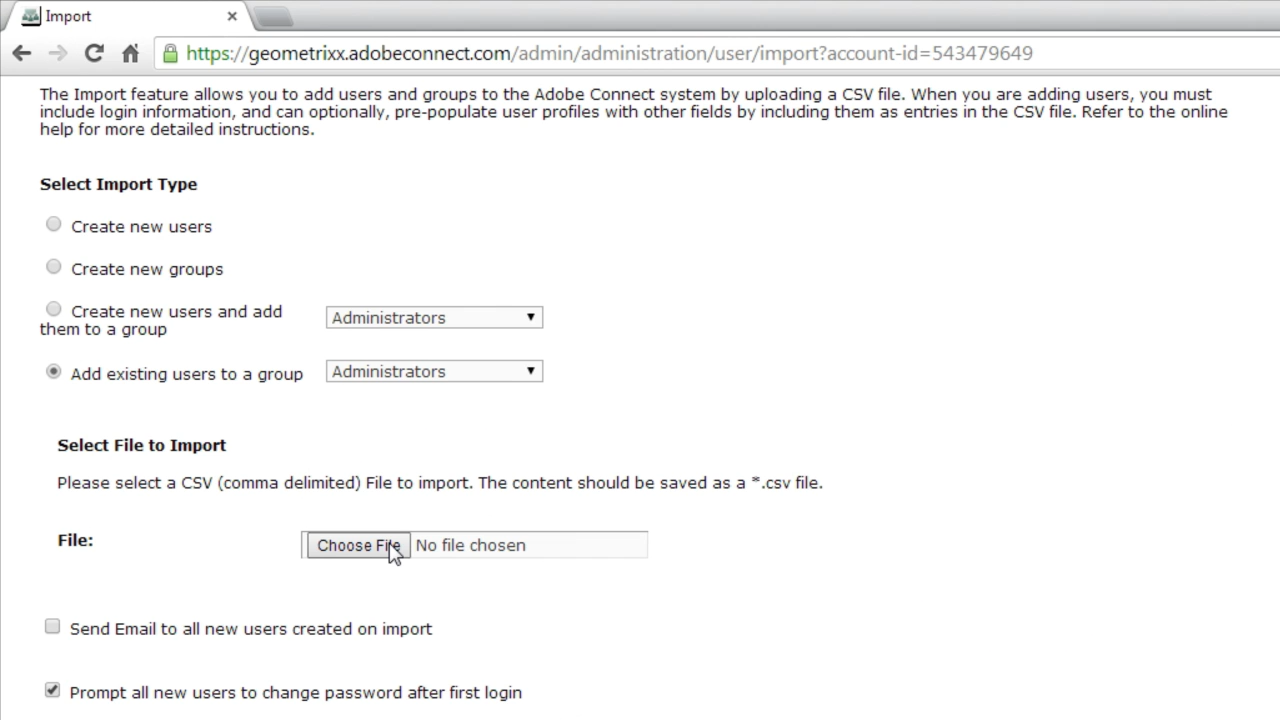 Import
https://geometrixx.adobeconnect.com/admin/administration/user/import?account-id=543479649
The Import feature allows you to add users and groups to the Adobe Connect system by uploading a CSV file. When you are adding users, you must
include login information, and can optionally, pre-populate user profiles with other fields by including them as entries in the CSV file. Refer to the online
help for more detailed instructions.
Select Import Type
Create new users
Create new groups
Create new users and add
them to a group
Administrators
Add existing users to a group
Administrators
Select File to Import
Please select a CSV (comma delimited) File to import. The content should be saved as a *.csv file.
File:
Choose File No file chosen
Send Email to all new users created on import
Prompt all new users to change password after first login